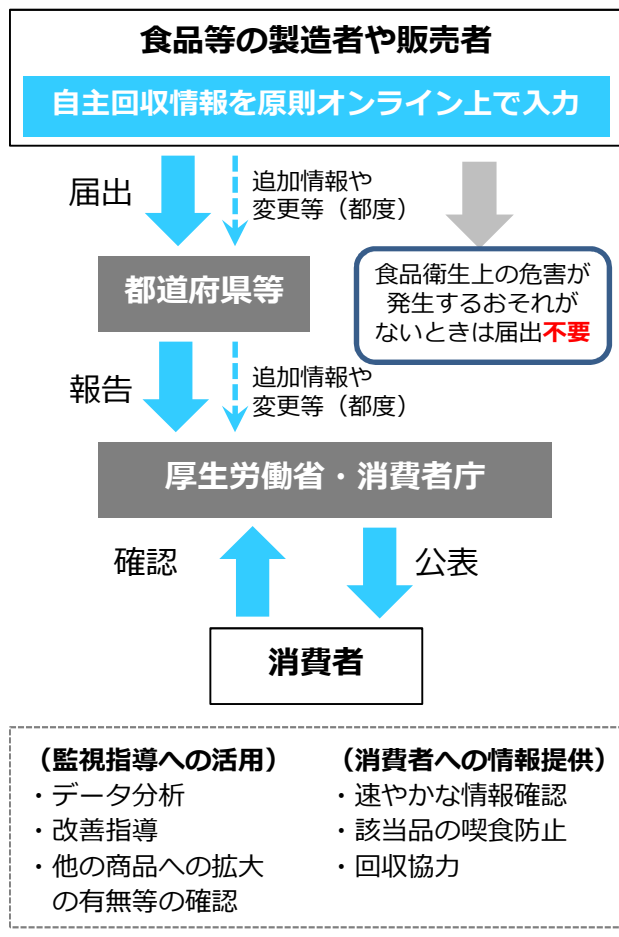 食品等の製造者や販売者
自主回収情報を原則オンライン上で入力
届出
追加情報や
変更等（都度）
都道府県等
食品衛生上の危害が
発生するおそれが
ないときは届出不要
報告
追加情報や
変更等（都度）
厚生労働省・消費者庁
確認
公表
消費者
（監視指導への活用）
・データ分析
・改善指導
・他の商品への拡大
の有無等の確認
（消費者への情報提供）
・速やかな情報確認
・該当品の喫食防止
・回収協力